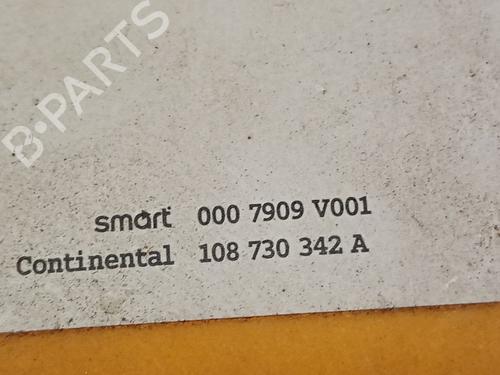 B-PARTS
smart 000 7909 V001
Continental 108 730 342 A